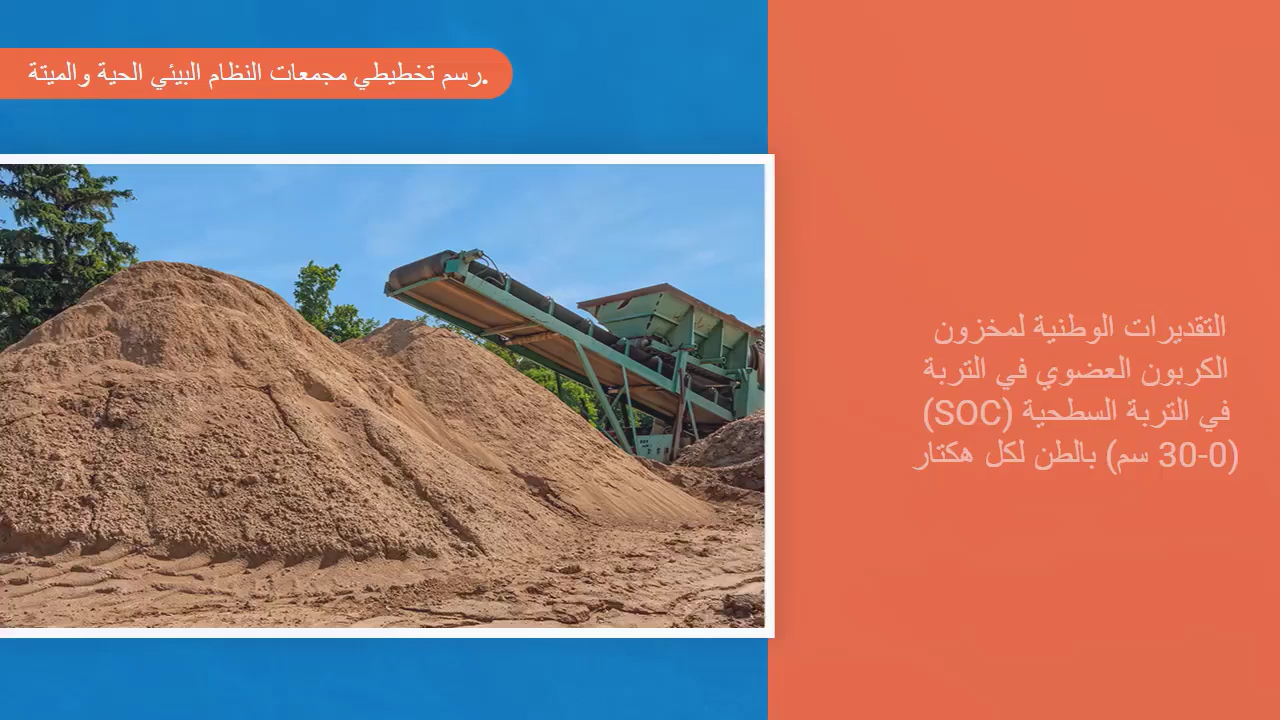 رسم تخطيطي مجمعات النظام البيئي الحية والميتة.
التقديرات الوطنية لمخزون
الكربون العضوي في التربة
في التربة السطحية (SOC)
(0-30 سم) بالطن لكل هكتار